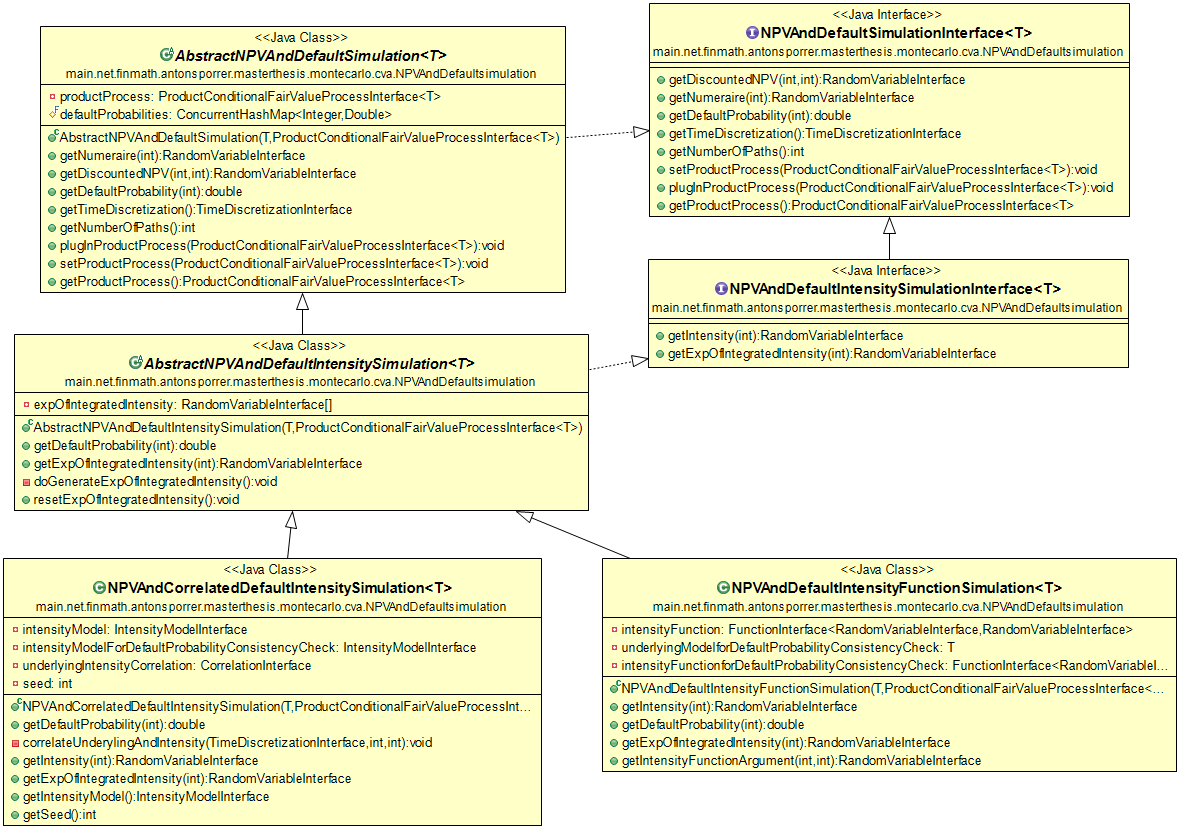 <<Java Class>>
AbstractNPVAndDefaultSimulation<T>
main.net.finmath.antonsporrer.masterthesis.montecarlo.cva.NPVAndDefaultsimulation
productProcess: ProductConditionalFairValueProcessInterface<T>
defaultProbabilities: ConcurrentHashMap<Integer,Double>
AbstractNPVAndDefaultSimulation(T,ProductConditionalFairValueProcessInterface<T>)
getNumeraire(int):RandomVariableInterface
getDiscountedNPV(int,int):RandomVariableInterface
getDefaultProbability(int):double
getTimeDiscretization():TimeDiscretizationInterface
getNumberOfPaths():int
plugInProductProcess(ProductConditionalFairValueProcessInterface<T>):void
setProductProcess(ProductConditionalFairValueProcessInterface<T>):void
getProductProcess():ProductConditionalFairValueProcessInterface<T>
<<Java Interface>>
NPVAndDefaultSimulationInterface<T>
main.net.finmath.antonsporrer.masterthesis.montecarlo.cva.NPVAndDefaultsimulation
getDiscountedNPV(int,int):RandomVariableInterface
getNumeraire(int):RandomVariableInterface
getDefaultProbability(int):double
getTimeDiscretization():TimeDiscretizationInterface
getNumberOfPaths():int
setProductProcess(ProductConditionalFairValueProcessInterface<T>):void
plugInProductProcess(ProductConditionalFairValueProcessInterface<T>):void
getProductProcess():ProductConditionalFairValueProcessInterface<T>
<<Java Interface>>
NPVAndDefaultIntensitySimulationInterface<T>
main.net.finmath.antonsporrer.masterthesis.montecarlo.cva.NPVAndDefaultsimulation
getIntensity(int):RandomVariableInterface
getExpOfIntegratedIntensity(int):RandomVariableInterface
<<Java Class>>
AbstractNPVAndDefaultIntensitySimulation<T>
main.net.finmath.antonsporrer.masterthesis.montecarlo.cva.NPVAndDefaultsimulation
expOfIntegratedIntensity: RandomVariableInterface[]
AbstractNPVAndDefaultIntensitySimulation(T,ProductConditionalFairValueProcessInterface<T>)
getDefaultProbability(int):double
getExpOfIntegratedIntensity(int):RandomVariableInterface
doGenerateExpOfIntegratedIntensity():void
resetExpOfIntegratedIntensity():void
<<Java Class>>
NPVAndCorrelatedDefaultIntensitySimulation<T>
main.net.finmath.antonsporrer.masterthesis.montecarlo.cva.NPVAndDefaultsimulation
intensityModel: IntensityModelInterface
intensityModelForDefaultProbabilityConsistencyCheck: IntensityModelInterface
underlyingIntensityCorrelation: CorrelationInterface
seed: int
NPVAndCorrelatedDefaultIntensitySimulation(T,ProductConditionalFairValueProcessInt...
getDefaultProbability(int):double
correlateUnderylingAndIntensity(TimeDiscretizationInterface,int,int):void
getIntensity(int):RandomVariableInterface
getExpOfIntegratedIntensity(int):RandomVariableInterface
getIntensityModel():IntensityModelInterface
getSeed():int
<<Java Class>>
NPVAndDefaultIntensityFunctionSimulation<T>
main.net.finmath.antonsporrer.masterthesis.montecarlo.cva.NPVAndDefaultsimulation
intensityFunction: FunctionInterface<RandomVariableInterface,RandomVariableInterface>
underlyingModelforDefaultProbabilityConsistencyCheck: T
intensityFunctionforDefaultProbabilityConsistencyCheck: FunctionInterface<RandomVariableI...
NPVAndDefaultIntensityFunctionSimulation(T,ProductConditionalFairValueProcessInterface<...
getIntensity(int):RandomVariableInterface
getDefaultProbability(int):double
getExpOfIntegratedIntensity(int):RandomVariableInterface
getIntensityFunctionArgument(int,int):RandomVariableInterface